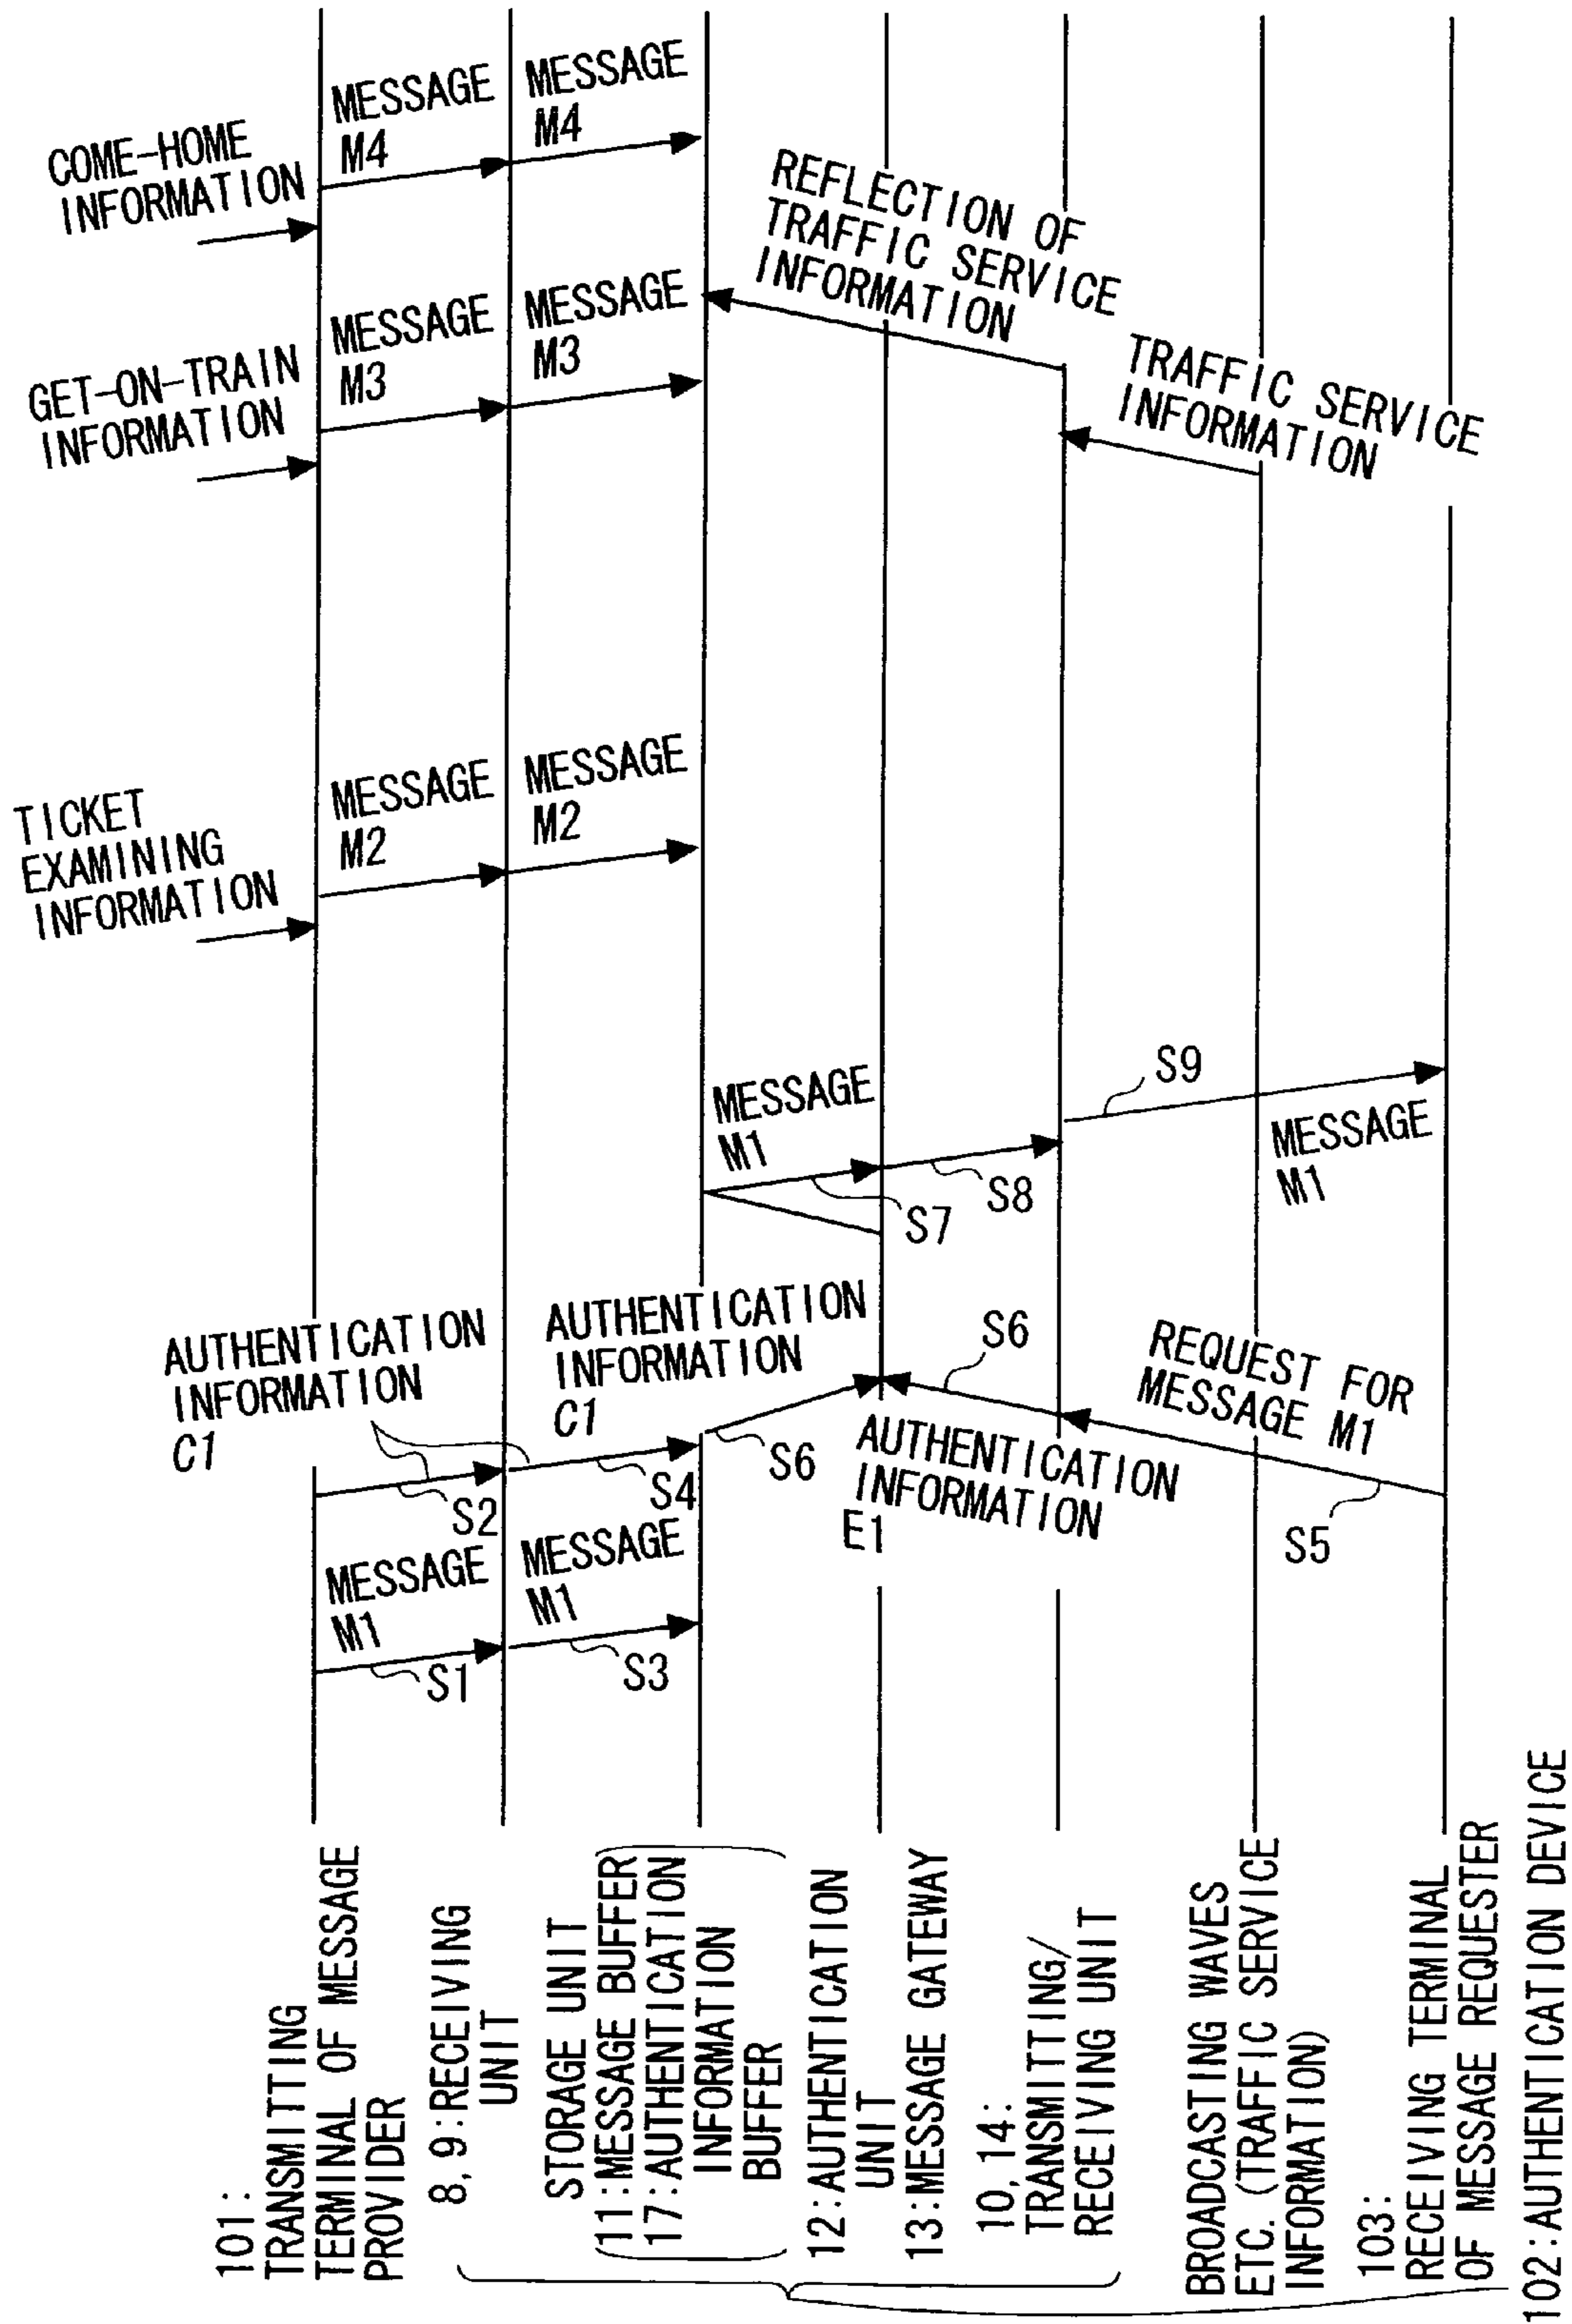 COME-HOME
INFORMATION
MESSAGE
M4
MESSAGE
M4
REFLECTION OF
TRAFFIC SERVICE
INFORMATION
GET-ON-TRAIN
INFORMATION
MESSAGE
M3
MESSAGE
M3
TRAFFIC SERVICE
INFORMATION
TICKET
EXAMINING
INFORMATION
MESSAGE
M2
MESSAGE
M2
MESSAGE
M1
S7
S8
S9
MESSAGE
M1
AUTHENTICATION
INFORMATION
C1
S2
AUTHENTICATION
INFORMATION
C1
S4
S6
S6
AUTHENTICATION
INFORMATION
E1
REQUEST FOR
MESSAGE M1
S5
MESSAGE
M1
S1
MESSAGE
M1
S3
101:
TRANSMITTING
TERMINAL OF MESSAGE
PROVIDER
8, 9:RECEIVING
UNIT
STORAGE UNIT
11:MESSAGE BUFFER
17:AUTHENTICATION
INFORMATION
BUFFER
12:AUTHENTICATION
UNIT
13:MESSAGE GATEWAY
10, 14:
TRANSMITTING/
RECEIVING UNIT
BROADCASTING WAVES
ETC. (TRAFFIC SERVICE
INFORMATION)
103:
RECEIVING TERMINAL
OF MESSAGE REQUESTER
102:AUTHENTICATION DEVICE